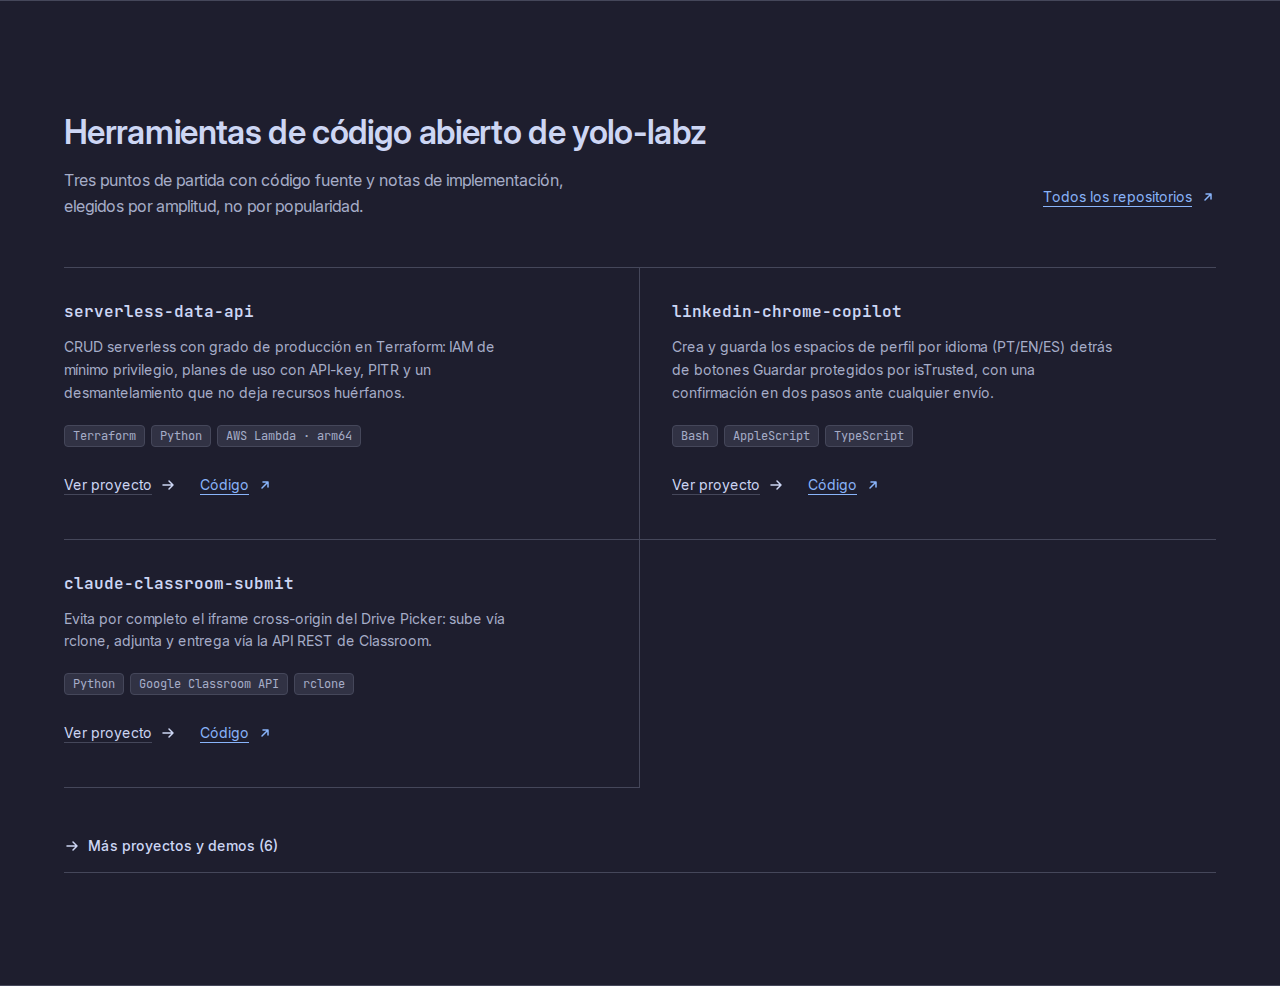 Herramientas de código abierto de yolo-labz
Tres puntos de partida con código fuente y notas de implementación,
elegidos por amplitud, no por popularidad.
Todos los repositorios ↗
serverless-data-api
CRUD serverless con grado de producción en Terraform: IAM de
mínimo privilegio, planes de uso con API-key, PITR y un
desmantelamiento que no deja recursos huérfanos.
Terraform Python AWS Lambda · arm64
Ver proyecto → Código ↗
linkedin-chrome-copilot
Crea y guarda los espacios de perfil por idioma (PT/EN/ES) detrás
de botones Guardar protegidos por isTrusted, con una
confirmación en dos pasos ante cualquier envío.
Bash AppleScript TypeScript
Ver proyecto → Código ↗
claude-classroom-submit
Evita por completo el iframe cross-origin del Drive Picker: sube vía
rclone, adjunta y entrega vía la API REST de Classroom.
Python Google Classroom API rclone
Ver proyecto → Código ↗
→ Más proyectos y demos (6)